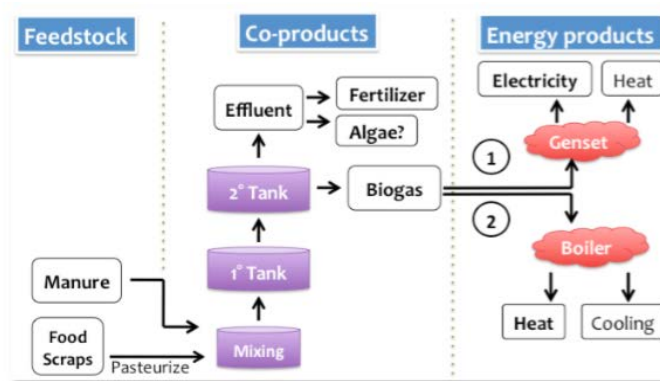 Feedstock
Co-products
Energy products
Effluent
Fertilizer
Algae?
Electricity
Heat
Genset
1
2° Tank
Biogas
2
Boiler
1° Tank
Manure
Food
Scraps
Pasteurize
Mixing
Heat
Cooling